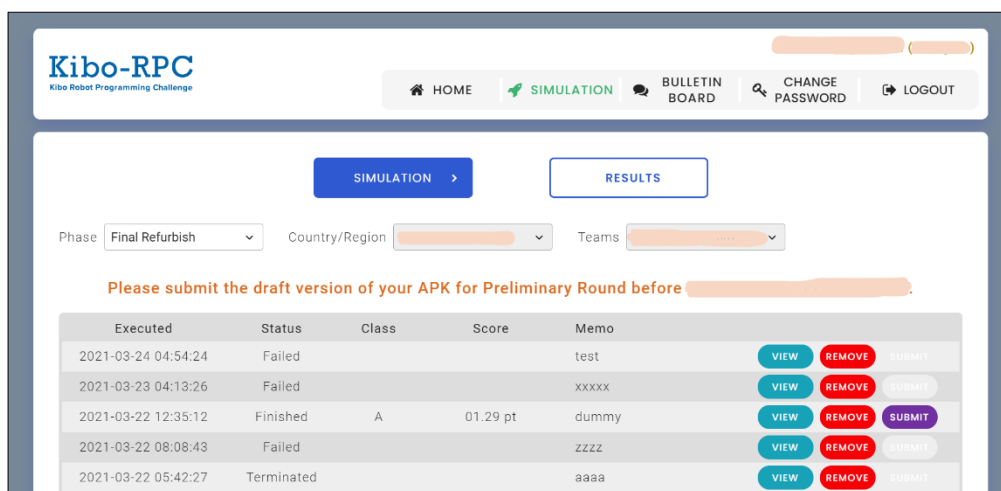 Kibo-RPC
Kibo Robot Programming Challenge
HOME SIMULATION BULLETIN BOARD CHANGE PASSWORD LOGOUT
SIMULATION > RESULTS
Phase Final Refurbish Country/Region Teams
Please submit the draft version of your APK for Preliminary Round before .
Executed Status Class Score Memo
2021-03-24 04:54:24 Failed test VIEW REMOVE SUBMIT
2021-03-23 04:13:26 Failed xxxxx VIEW REMOVE SUBMIT
2021-03-22 12:35:12 Finished A 01.29 pt dummy VIEW REMOVE SUBMIT
2021-03-22 08:08:43 Failed zzzz VIEW REMOVE SUBMIT
2021-03-22 05:42:27 Terminated aaaa VIEW REMOVE SUBMIT